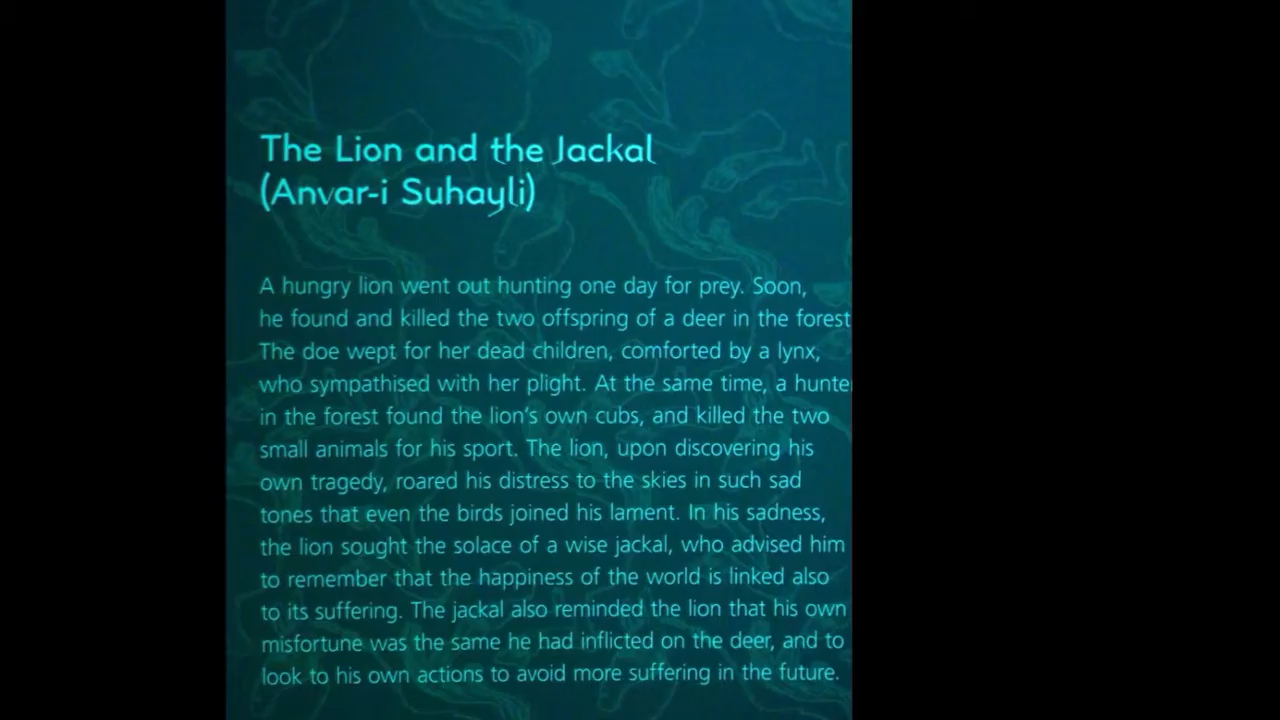 The Lion and the Jackal
(Anvar-i Suhayli)
A hungry lion went out hunting one day for prey. Soon,
he found and killed the two offspring of a deer in the forest
The doe wept for her dead children, comforted by a lynx,
who sympathised with her plight. At the same time, a hunte
in the forest found the lion's own cubs, and killed the two
small animals for his sport. The lion, upon discovering his
own tragedy, roared his distress to the skies in such sad
tones that even the birds joined his lament. In his sadness,
the lion sought the solace of a wise jackal, who advised him
to remember that the happiness of the world is linked also
to its suffering. The jackal also reminded the lion that his own
misfortune was the same he had inflicted on the deer, and to
look to his own actions to avoid more suffering in the future.